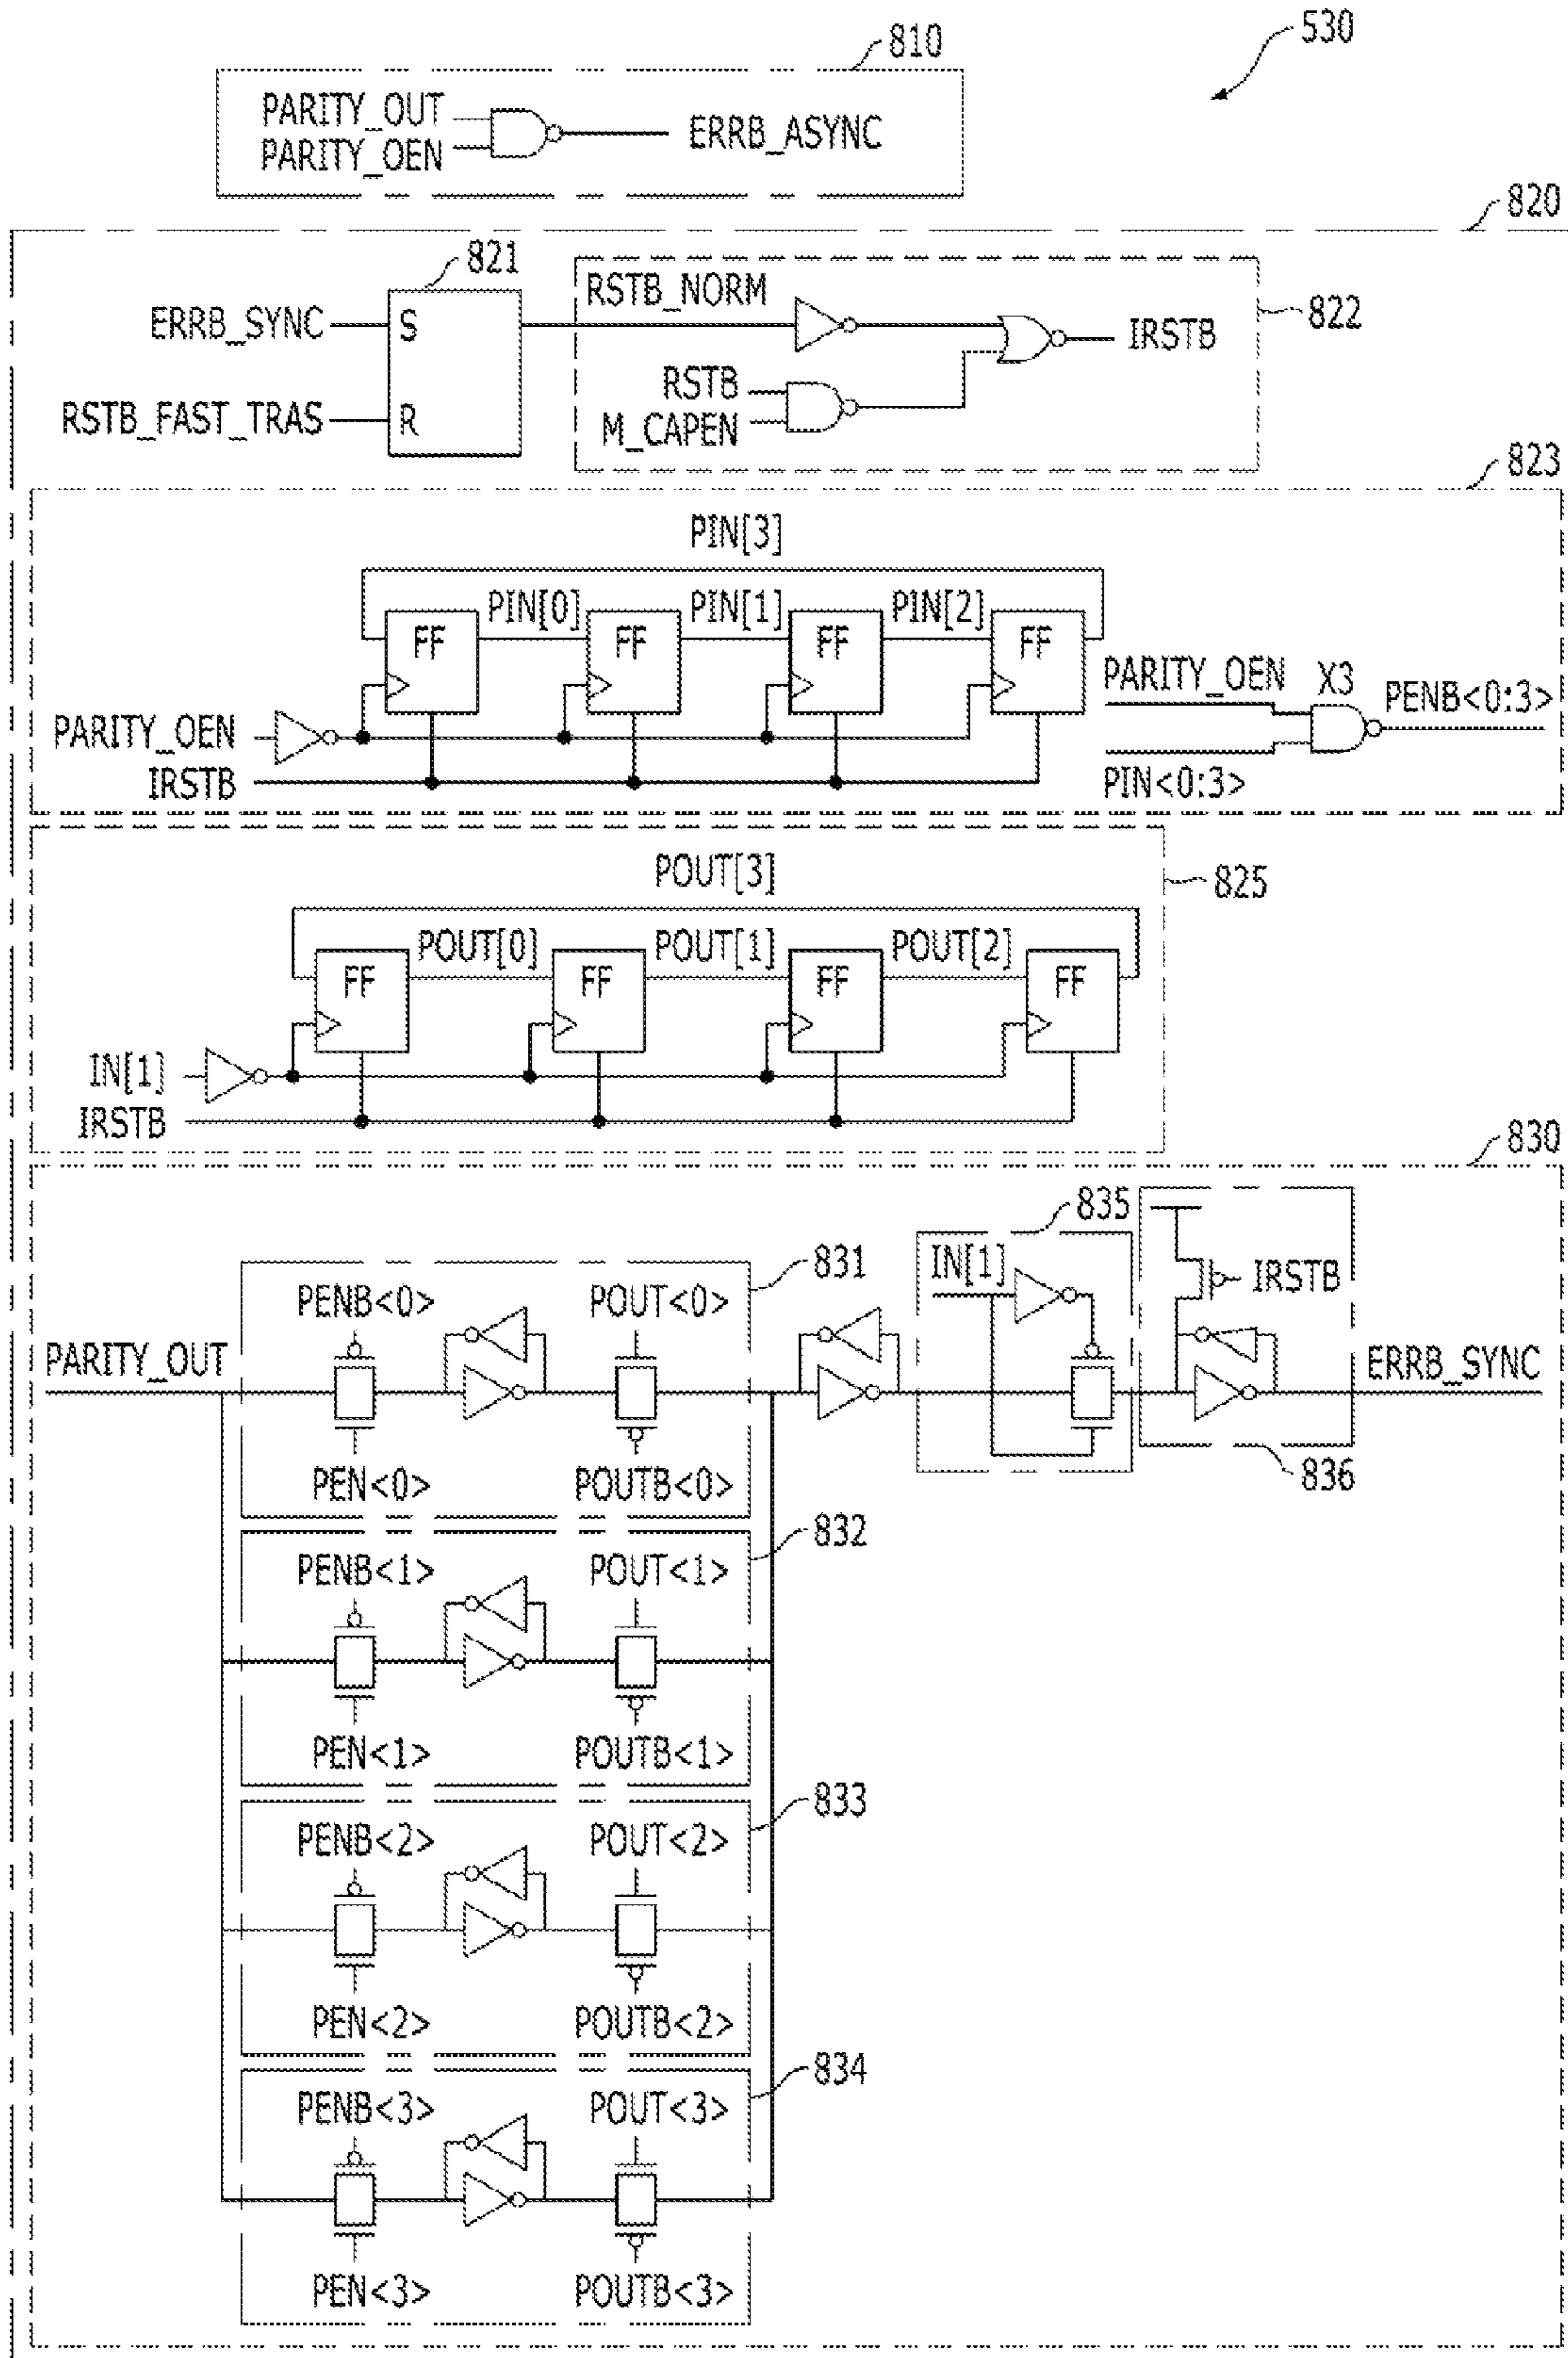 530
810
PARITY_OUT
PARITY_OEN
ERRB_ASYNC
820
821
ERRB_SYNC
S
RSTB_FAST_TRAS
R
RSTB_NORM
822
IRSTB
RSTB
M_CAPEN
823
PIN[3]
PIN[0]
PIN[1]
PIN[2]
FF
FF
FF
FF
PARITY_OEN
IRSTB
PARITY_OEN
X3
PENB<0:3>
PIN<0:3>
POUT[3]
825
POUT[0]
POUT[1]
POUT[2]
FF
FF
FF
FF
IN[1]
IRSTB
830
831
835
IN[1]
IRSTB
PENB<0>
POUT<0>
PARITY_OUT
ERRB_SYNC
PEN<0>
POUTB<0>
836
832
PENB<1>
POUT<1>
PEN<1>
POUTB<1>
833
PENB<2>
POUT<2>
PEN<2>
POUTB<2>
834
PENB<3>
POUT<3>
PEN<3>
POUTB<3>